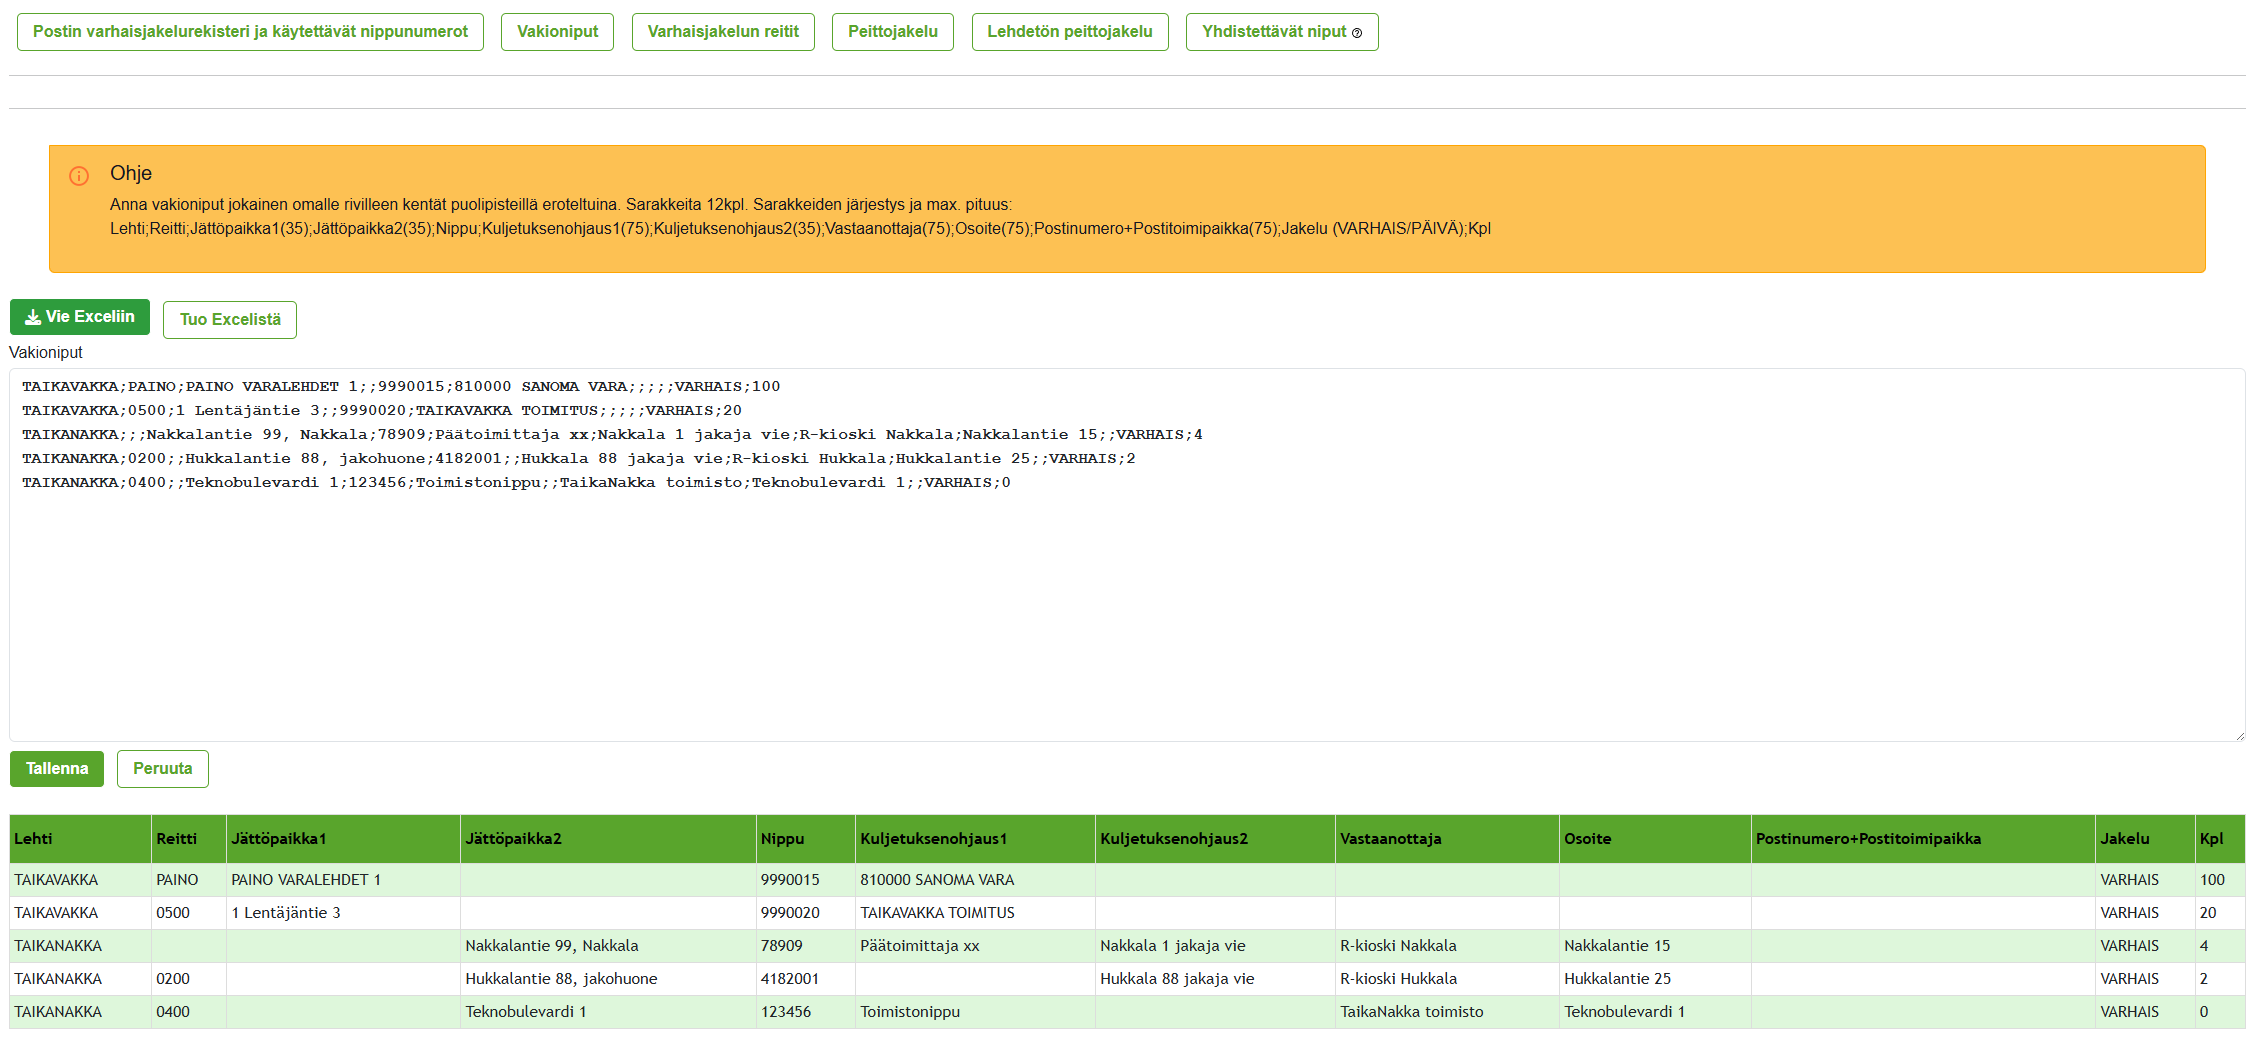 Postin varhaisjakelurekisteri ja käytettävät nippunumerot Vakioniput Varhaisjakelun reitit Peittojakelu Lehdetön peittojakelu Yhdistettävät niput
Ohje
Anna vakioniput jokainen omalle rivilleen kentät puolipisteillä eroteltuina. Sarakkeita 12kpl. Sarakkeiden järjestys ja max. pituus:
Lehti;Reitti;Jättöpaikka1(35);Jättöpaikka2(35);Nippu;Kuljetuksenohjaus1(75);Kuljetuksenohjaus2(35);Vastaanottaja(75);Osoite(75);Postinumero+Postitoimipaikka(75);Jakelu (VARHAIS/PÄIVÄ);Kpl
Vie Exceliin Tuo Excelistä
Vakioniput
TAIKAVAKKA;PAINO;PAINO VARALEHDET 1;;9990015;810000 SANOMA VARA;;;;;VARHAIS;100
TAIKAVAKKA;0500;1 Lentäjäntie 3;;9990020;TAIKAVAKKA TOIMITUS;;;;;VARHAIS;20
TAIKANAKKA;;;Nakkalantie 99, Nakkala;78909;Päätoimittaja xx;Nakkala 1 jakaja vie;R-kioski Nakkala;Nakkalantie 15;;VARHAIS;4
TAIKANAKKA;0200;;Hukkalantie 88, jakohuone;4182001;;Hukkala 88 jakaja vie;R-kioski Hukkala;Hukkalantie 25;;VARHAIS;2
TAIKANAKKA;0400;;Teknobulevardi 1;123456;Toimistonippu;;TaikaNakka toimisto;Teknobulevardi 1;;VARHAIS;0
Tallenna Peruuta
Lehti Reitti Jättöpaikka1 Jättöpaikka2 Nippu Kuljetuksenohjaus1 Kuljetuksenohjaus2 Vastaanottaja Osoite Postinumero+Postitoimipaikka Jakelu Kpl
TAIKAVAKKA PAINO PAINO VARALEHDET 1 9990015 810000 SANOMA VARA VARHAIS 100
TAIKAVAKKA 0500 1 Lentäjäntie 3 9990020 TAIKAVAKKA TOIMITUS VARHAIS 20
TAIKANAKKA Nakkalantie 99, Nakkala 78909 Päätoimittaja xx Nakkala 1 jakaja vie R-kioski Nakkala Nakkalantie 15 VARHAIS 4
TAIKANAKKA 0200 Hukkalantie 88, jakohuone 4182001 Hukkala 88 jakaja vie R-kioski Hukkala Hukkalantie 25 VARHAIS 2
TAIKANAKKA 0400 Teknobulevardi 1 123456 Toimistonippu TaikaNakka toimisto Teknobulevardi 1 VARHAIS 0